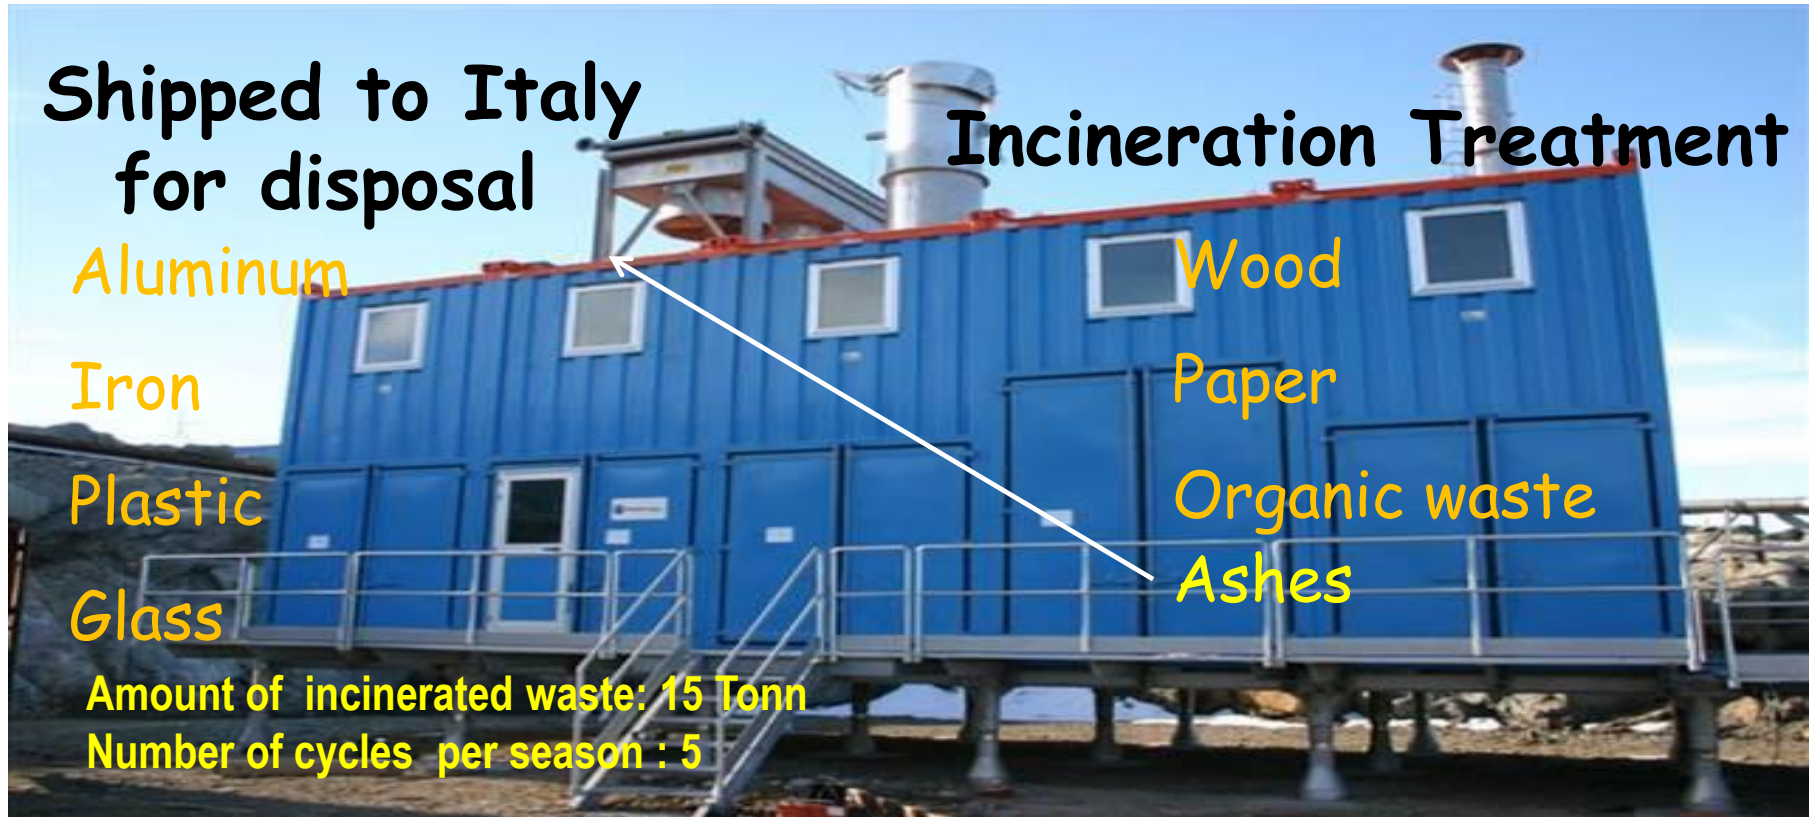 Shipped to Italy
for disposal
Aluminum
Iron
Plastic
Glass
Incineration Treatment
Wood
Paper
Organic waste
Ashes
Amount of incinerated waste: 15 Tonn
Number of cycles per season : 5